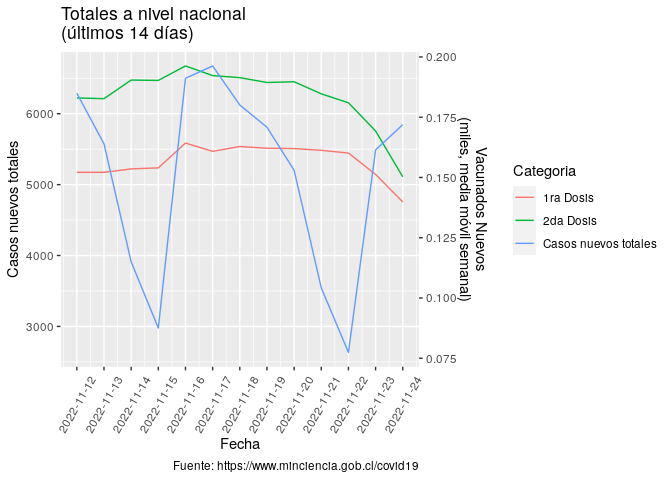 Totales a nivel nacional
(últimos 14 días)
Casos nuevos totales
6000
5000
4000
3000
0.200
0.175
0.150
0.125
0.100
0.075
Vacunados Nuevos
(miles, media móvil semanal)
2022-11-12
2022-11-13
2022-11-14
2022-11-15
2022-11-16
2022-11-17
2022-11-18
2022-11-19
2022-11-20
2022-11-21
2022-11-22
2022-11-23
2022-11-24
Fecha
Categoria
1ra Dosis
2da Dosis
Casos nuevos totales
Fuente: https://www.minciencia.gob.cl/covid19